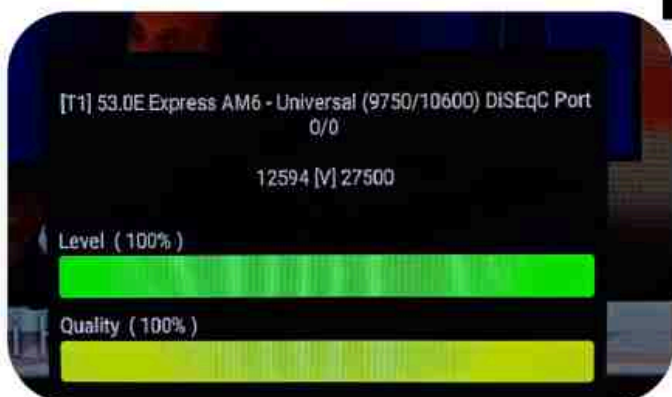 [T1] 53.0E Express AM6 - Universal (9750/10600) DiSEqC Port
0/0
12594 [V] 27500
Level ( 100% )
Quality ( 100% )